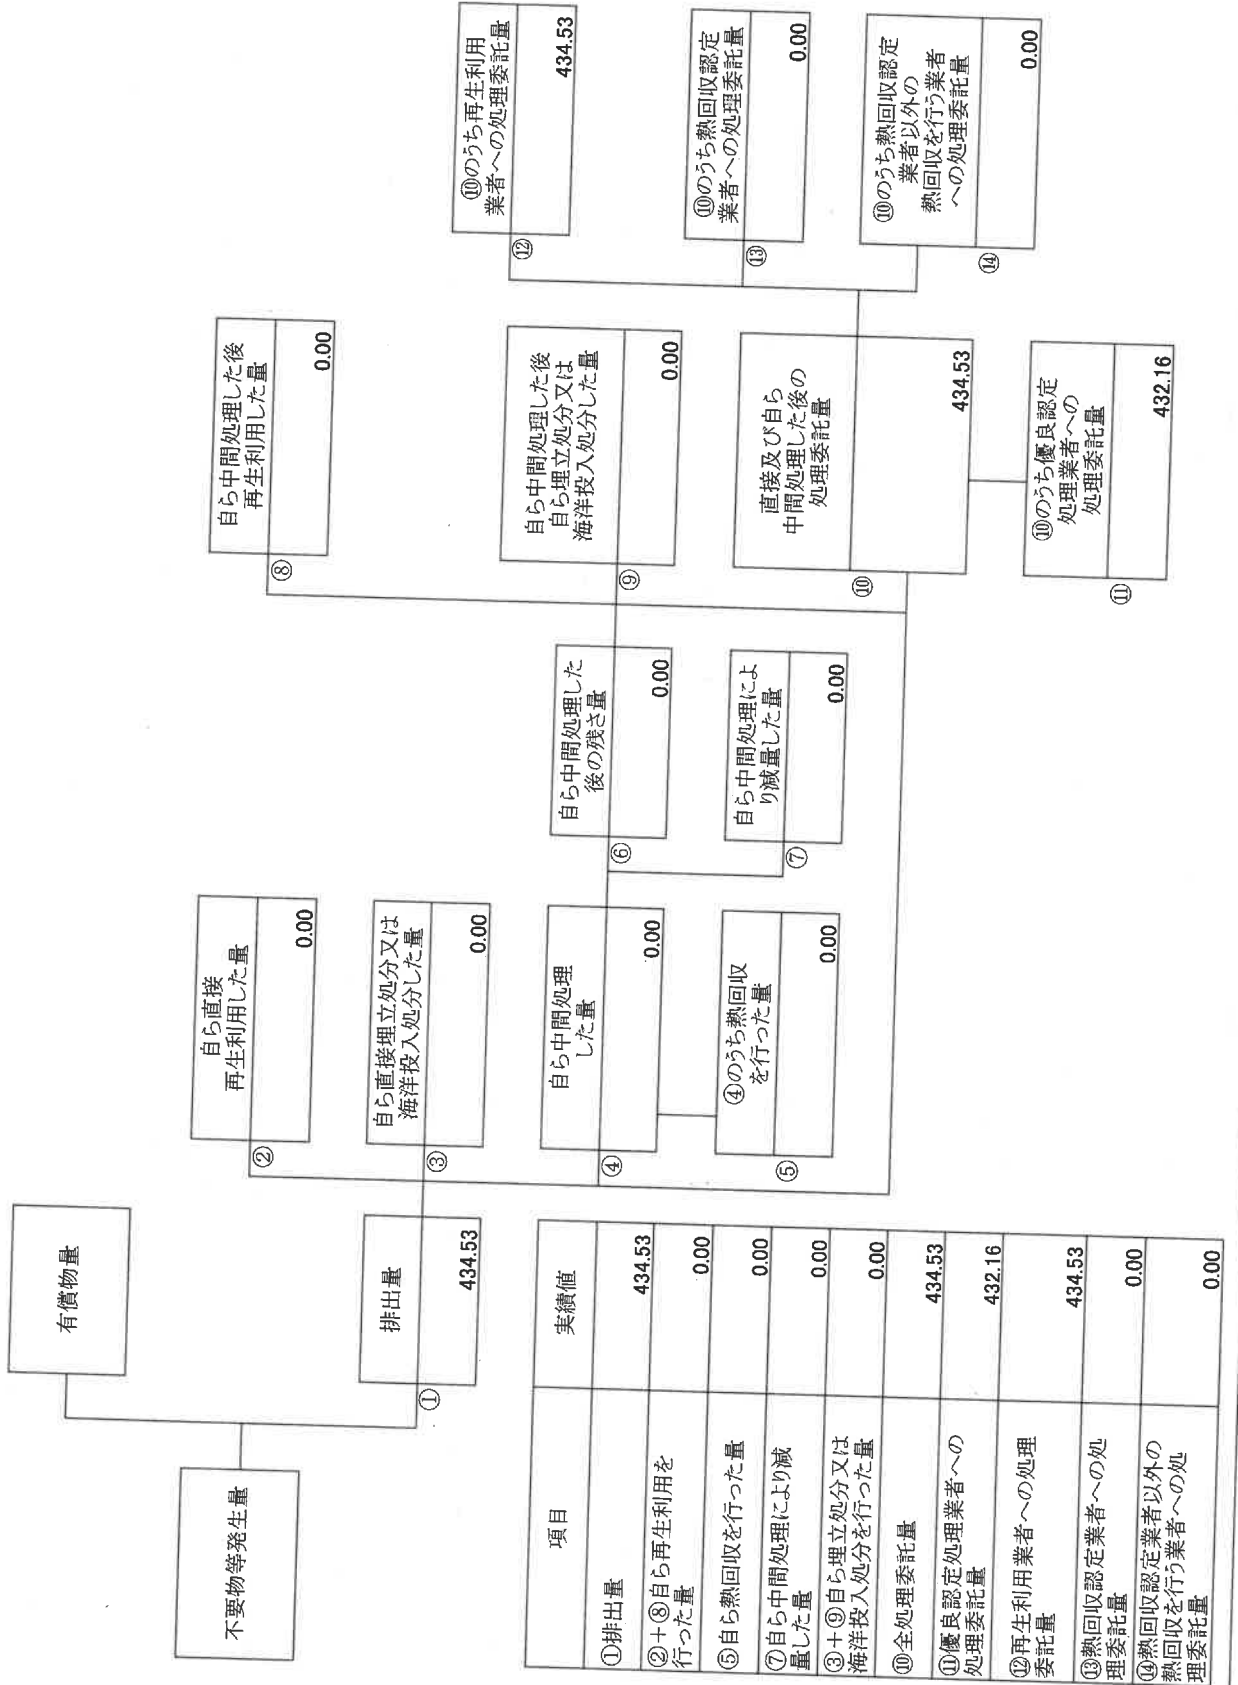 不要物等発生量
有償物量
①
排出量
434.53
②
自ら直接
再生利用した量
0.00
③
自ら直接埋立処分又は
海洋投入処分した量
0.00
④
自ら中間処理
した量
0.00
⑤
④のうち熱回収
を行った量
0.00
⑥
自ら中間処理した
後の残さ量
0.00
⑦
自ら中間処理によ
り減量した量
0.00
⑧
自ら中間処理した後
再生利用した量
0.00
⑨
自ら中間処理した後
自ら埋立処分又は
海洋投入処分した量
0.00
⑩
直接及び自ら
中間処理した後の
処理委託量
434.53
⑪
⑩のうち優良認定
処理業者への
処理委託量
432.16
⑫
⑩のうち再生利用
業者への処理委託量
434.53
⑬
⑩のうち熱回収認定
業者への処理委託量
0.00
⑭
⑩のうち熱回収認定
業者以外の
熱回収を行う業者
への処理委託量
0.00
項目 実績値
①排出量 434.53
②+⑧自ら再生利用を
行った量 0.00
⑤自ら熱回収を行った量 0.00
⑦自ら中間処理により減
量した量 0.00
③+⑨自ら埋立処分又は
海洋投入処分を行った量 0.00
⑩全処理委託量 434.53
⑪優良認定処理業者への
処理委託量 432.16
⑫再生利用業者への処理
委託量 434.53
⑬熱回収認定業者への処
理委託量 0.00
⑭熱回収認定業者以外の
熱回収を行う業者への処
理委託量 0.00